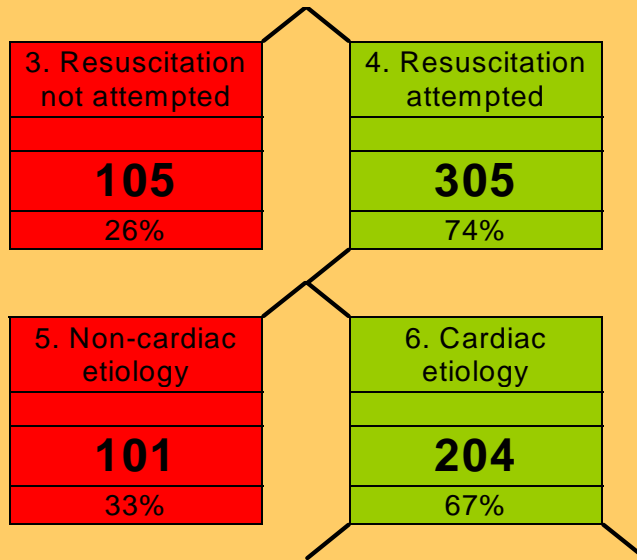 3. Resuscitation
not attempted
105
26%
4. Resuscitation
attempted
305
74%
5. Non-cardiac
etiology
101
33%
6. Cardiac
etiology
204
67%